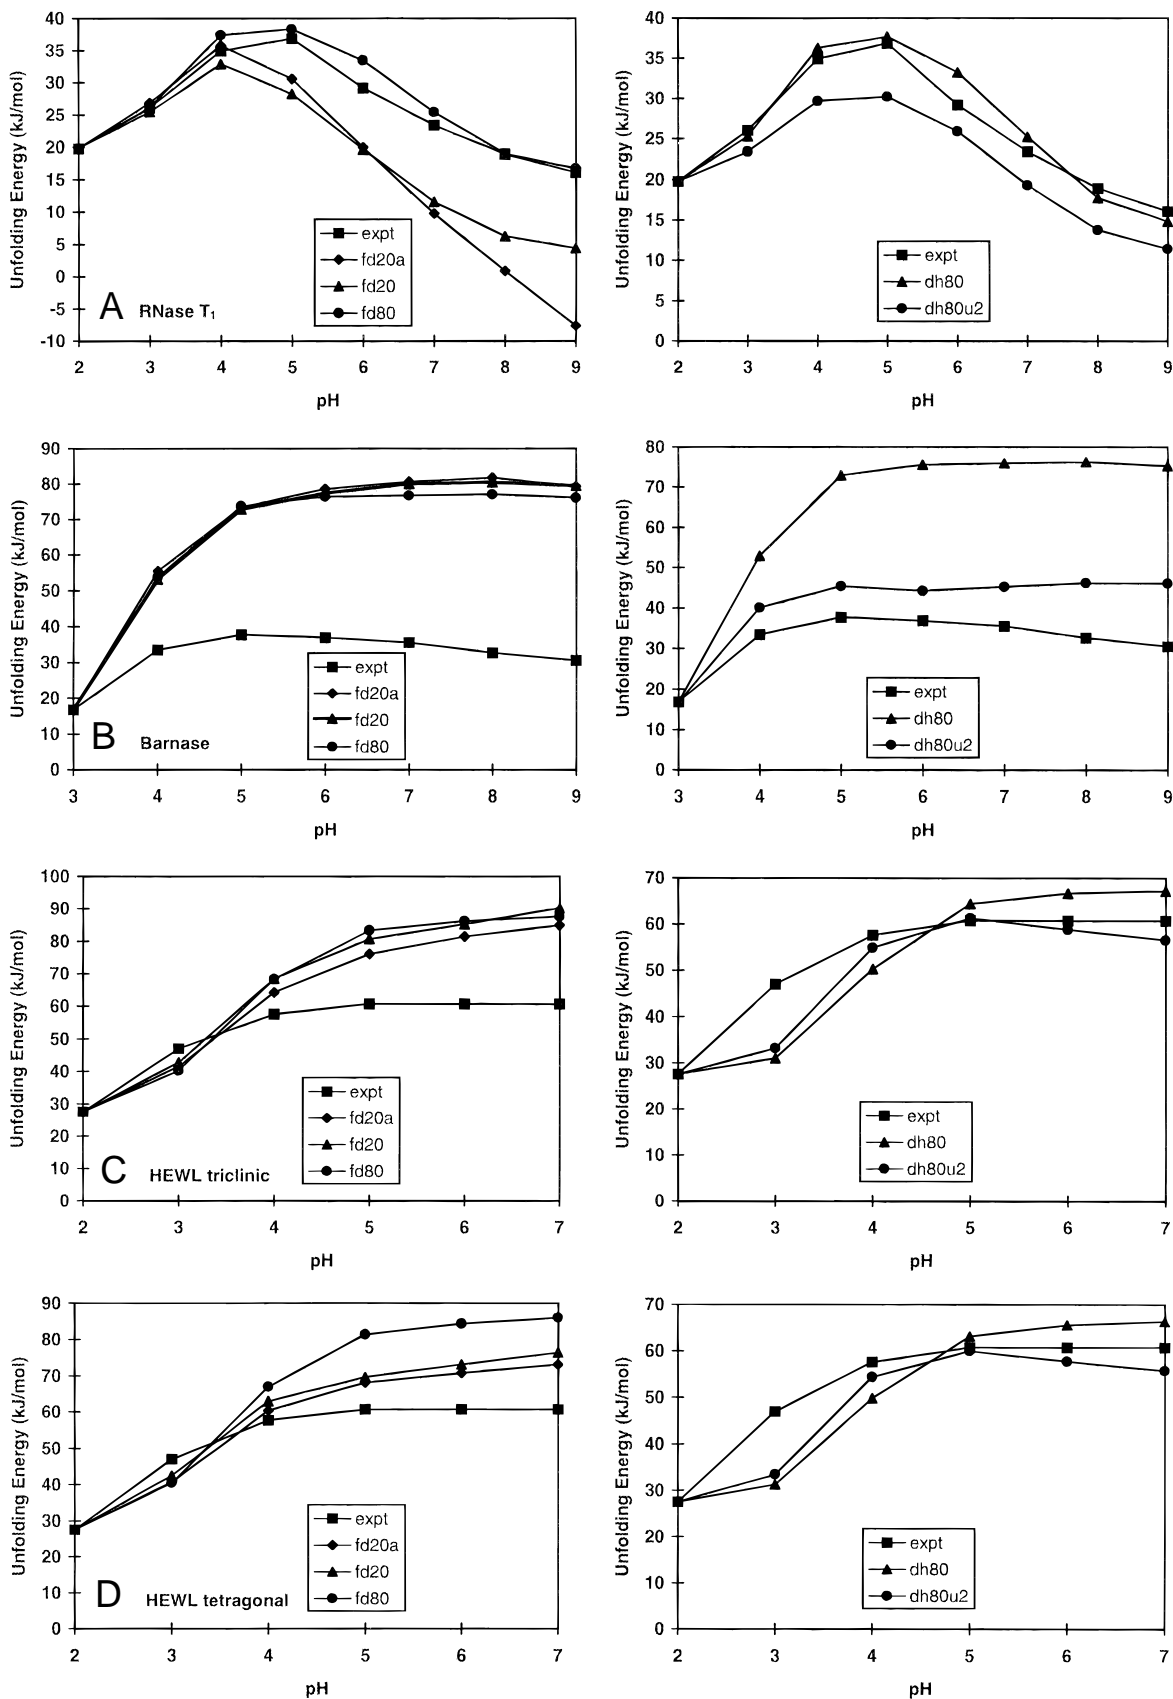 Unfolding Energy (kJ/mol)
40
35
30
25
20
15
10
5
0
-5
-10
expt
fd20a
fd20
fd80
A RNase T₁
2 3 4 5 6 7 8 9
pH
Unfolding Energy (kJ/mol)
40
35
30
25
20
15
10
5
0
expt
dh80
dh80u2
2 3 4 5 6 7 8 9
pH
Unfolding Energy (kJ/mol)
90
80
70
60
50
40
30
20
10
0
expt
fd20a
fd20
fd80
B Barnase
3 4 5 6 7 8 9
pH
Unfolding Energy (kJ/mol)
80
70
60
50
40
30
20
10
0
expt
dh80
dh80u2
3 4 5 6 7 8 9
pH
Unfolding Energy (kJ/mol)
100
90
80
70
60
50
40
30
20
10
0
expt
fd20a
fd20
fd80
C HEWL triclinic
2 3 4 5 6 7
pH
Unfolding Energy (kJ/mol)
70
60
50
40
30
20
10
0
expt
dh80
dh80u2
2 3 4 5 6 7
pH
Unfolding Energy (kJ/mol)
90
80
70
60
50
40
30
20
10
0
expt
fd20a
fd20
fd80
D HEWL tetragonal
2 3 4 5 6 7
pH
Unfolding Energy (kJ/mol)
70
60
50
40
30
20
10
0
expt
dh80
dh80u2
2 3 4 5 6 7
pH